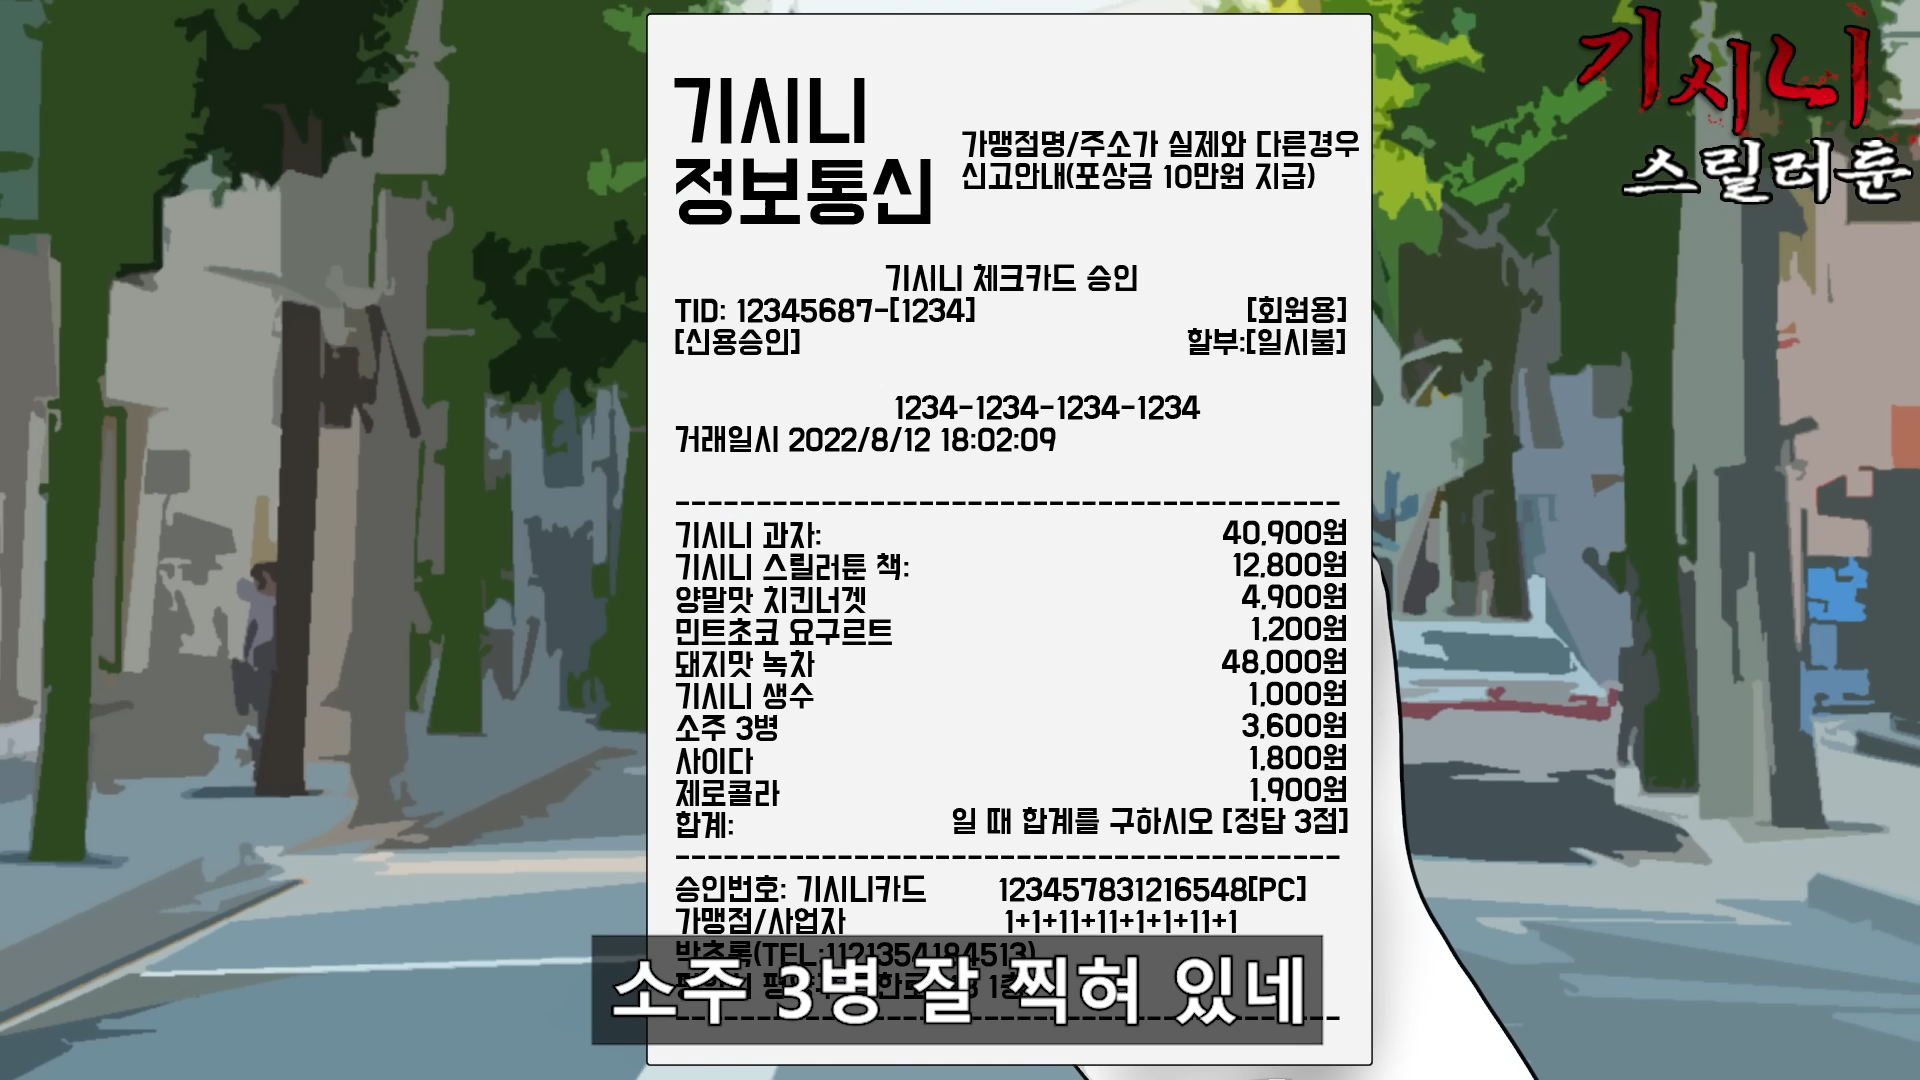 기시니
스릴러툰
기시니
정보통신
가맹점명/주소가 실제와 다른경우
신고안내(포상금 10만원 지급)
기시니 체크카드 승인
TID: 12345687-[1234] [회원용]
[신용승인] 할부:[일시불]
1234-1234-1234-1234
거래일시 2022/8/12 18:02:09
기시니 과자: 40,900원
기시니 스릴러툰 책: 12,800원
양말맛 치킨너겟 4,900원
민트초코 요구르트 1,200원
돼지맛 녹차 48,000원
기시니 생수 1,000원
소주 3병 3,600원
사이다 1,800원
제로콜라 1,900원
합계: 일 때 합계를 구하시오 [정답 3점]
승인번호: 기시니카드 123457831216548[PC]
가맹점/사업자 1+1+11+11+1+1+11+1
박초록(TEL:1121354184513)
소주 3병 잘 찍혀 있네